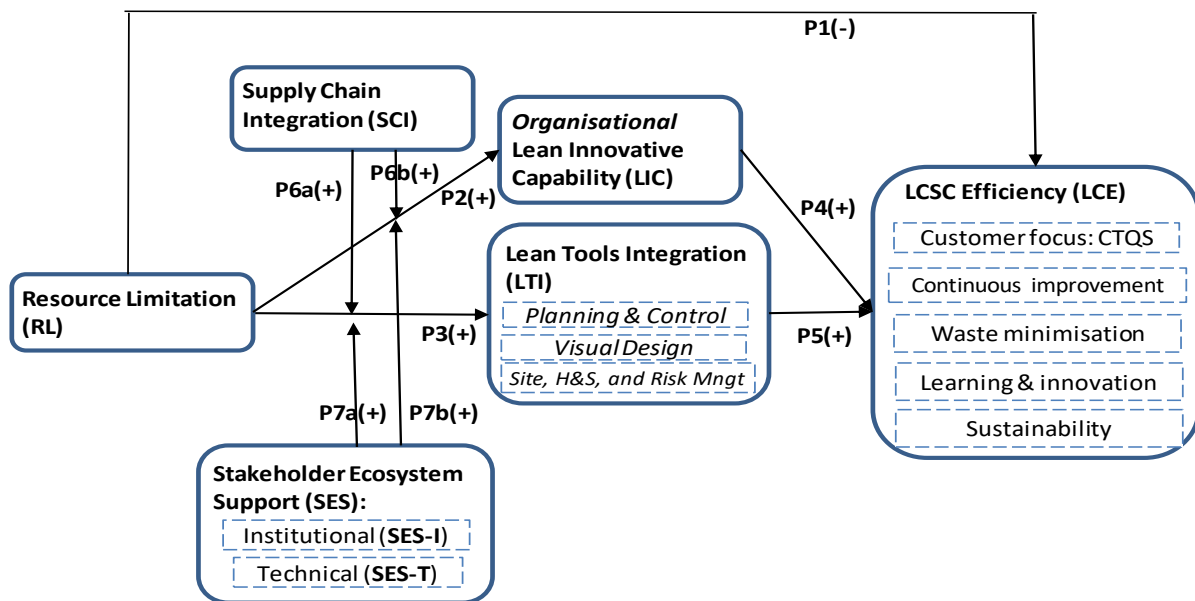 P1(-)
Supply Chain
Integration (SCI)
Organisational
Lean Innovative
Capability (LIC)
P6a(+)
P6b(+)
P2(+)
P4(+)
LCSC Efficiency (LCE)
Customer focus: CTQS
Continuous improvement
Waste minimisation
Learning & innovation
Sustainability
Resource Limitation
(RL)
Lean Tools Integration
(LTI)
Planning & Control
Visual Design
Site, H&S, and Risk Mngt
P3(+)
P5(+)
P7a(+)
P7b(+)
Stakeholder Ecosystem
Support (SES):
Institutional (SES-I)
Technical (SES-T)